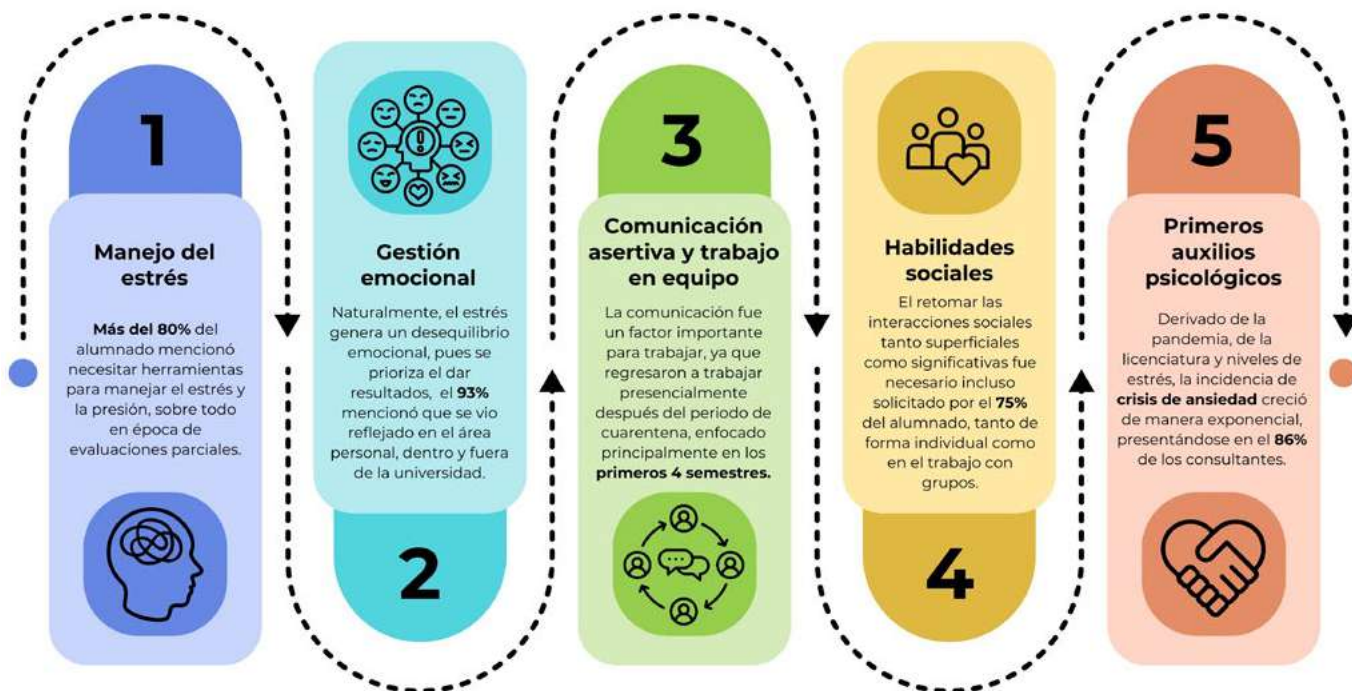 1
Manejo del
estrés
Más del 80% del
alumnado mencionó
necesitar herramientas
para manejar el estrés y
la presión, sobre todo
en época de
evaluaciones parciales.
Gestión
emocional
Naturalmente, el estrés
genera un desequilibrio
emocional, pues se
prioriza el dar
resultados, el 93%
mencionó que se vio
reflejado en el área
personal, dentro y fuera
de la universidad.
2
3
Comunicación
asertiva y trabajo
en equipo
La comunicación fue
un factor importante
para trabajar, ya que
regresaron a trabajar
presencialmente
después del periodo de
cuarentena, enfocado
principalmente en los
primeros 4 semestres.
Habilidades
sociales
El retomar las
interacciones sociales
tanto superficiales
como significativas fue
necesario incluso
solicitado por el 75%
del alumnado, tanto de
forma individual como
en el trabajo con
grupos.
4
5
Primeros
auxilios
psicológicos
Derivado de la
pandemia, de la
licenciatura y niveles de
estrés, la incidencia de
crisis de ansiedad creció
de manera exponencial,
presentándose en el 86%
de los consultantes.